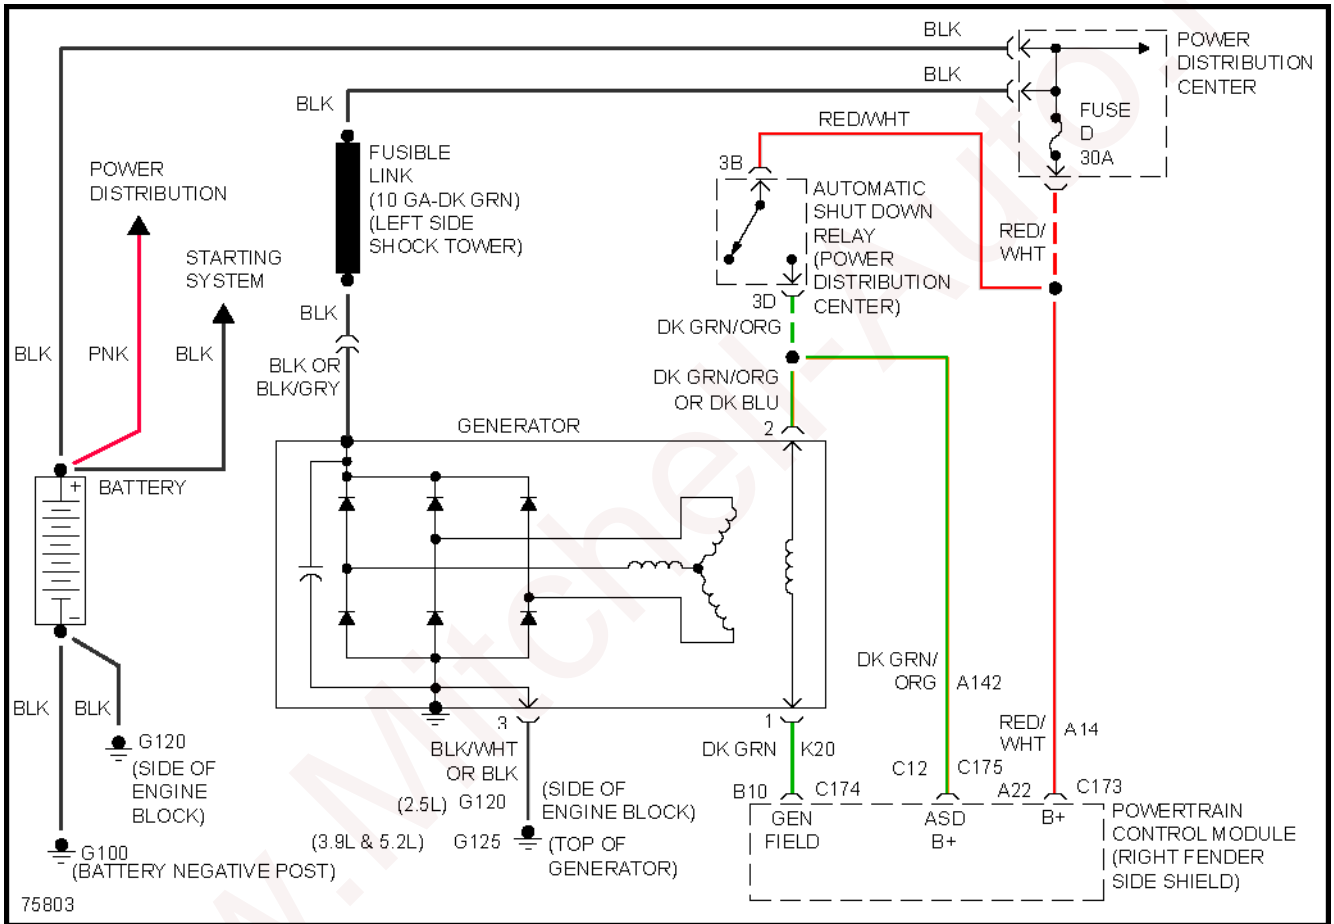 BLK
POWER
DISTRIBUTION
CENTER
BLK
BLK
FUSE
D
30A
RED/WHT
FUSIBLE
LINK
(10 GA-DK GRN)
(LEFT SIDE
SHOCK TOWER)
3B
POWER
DISTRIBUTION
AUTOMATIC
SHUT DOWN
RELAY
(POWER
DISTRIBUTION
CENTER)
RED/
WHT
STARTING
SYSTEM
3D
BLK
DK GRN/ORG
BLK
PNK
BLK
BLK OR
BLK/GRY
DK GRN/ORG
OR DK BLU
GENERATOR
2
+
BATTERY
-
DK GRN/
ORG
A142
BLK
BLK
3
1
RED/
WHT
A14
G120
(SIDE OF
ENGINE
BLOCK)
BLK/WHT
OR BLK
DK GRN
K20
C12
C175
(2.5L)
G120
(SIDE OF
ENGINE BLOCK)
B10
C174
A22
C173
GEN
FIELD
ASD
B+
B+
POWERTRAIN
CONTROL MODULE
(RIGHT FENDER
SIDE SHIELD)
(3.9L & 5.2L)
G125
(TOP OF
GENERATOR)
G100
(BATTERY NEGATIVE POST)
75803